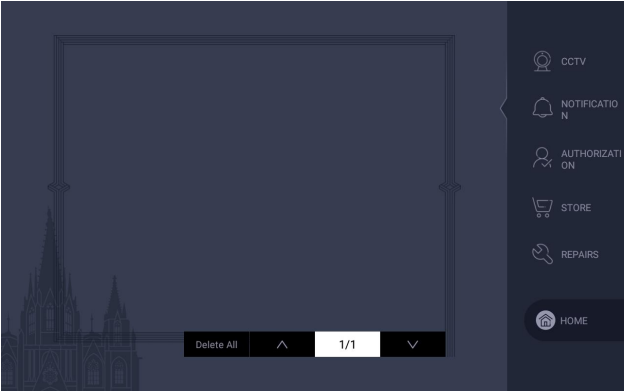 CCTV
NOTIFICATIO
N
AUTHORIZATI
ON
STORE
REPAIRS
HOME
Delete All
1/1